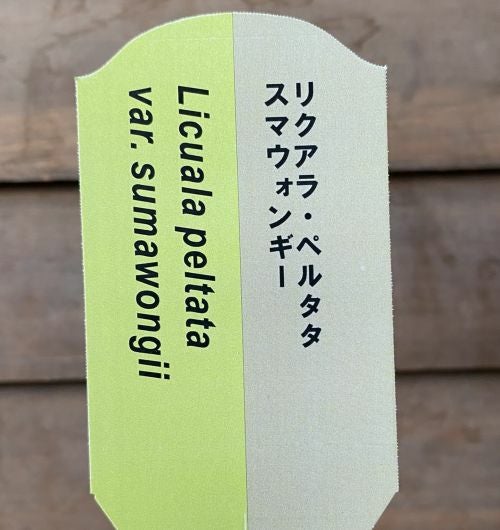 リクアラ・ペルタタ
スマウォンギー
Licuala peltata
var. sumawongii